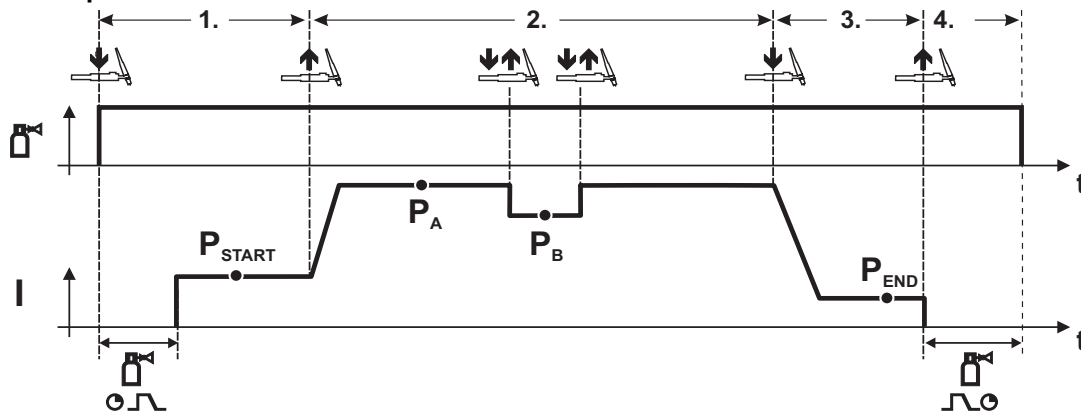 1. 2. 3. 4.
t
P_A
P_B
P_START
P_END
I
t